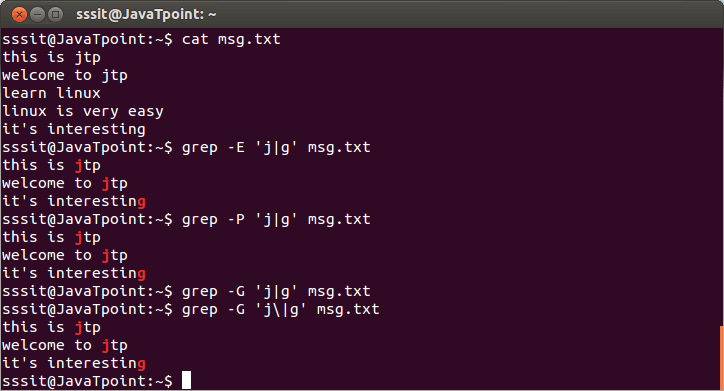 sssit@JavaTpoint: ~
sssit@JavaTpoint:~$ cat msg.txt
this is jtp
welcome to jtp
learn linux
linux is very easy
it's interesting
sssit@JavaTpoint:~$ grep -E 'j|g' msg.txt
this is jtp
welcome to jtp
it's interesting
sssit@JavaTpoint:~$ grep -P 'j|g' msg.txt
this is jtp
welcome to jtp
it's interesting
sssit@JavaTpoint:~$ grep -G 'j|g' msg.txt
sssit@JavaTpoint:~$ grep -G 'j\|g' msg.txt
this is jtp
welcome to jtp
it's interesting
sssit@JavaTpoint:~$